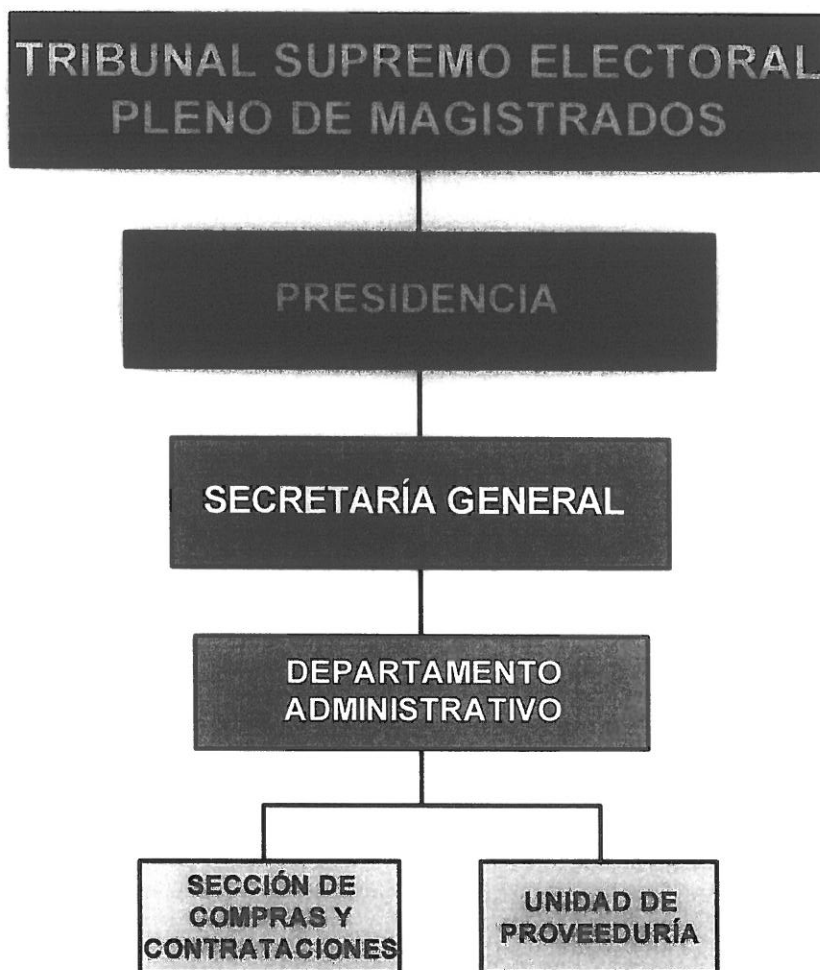 TRIBUNAL SUPREMO ELECTORAL
PLENO DE MAGISTRADOS
PRESIDENCIA
SECRETARÍA GENERAL
DEPARTAMENTO
ADMINISTRATIVO
SECCIÓN DE
COMPRAS Y
CONTRATACIONES
UNIDAD DE
PROVEEDURÍA